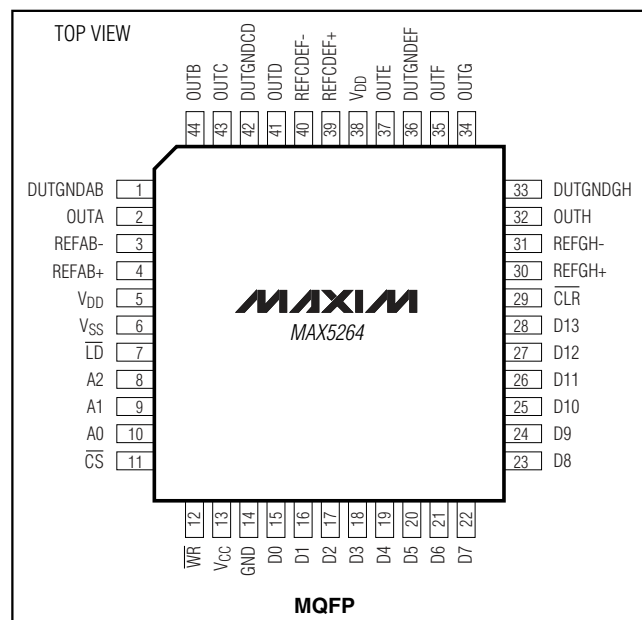 TOP VIEW
OUTB
OUTC
DUTGNDCD
OUTD
REFCDEF-
REFCDEF+
VDD
OUTE
DUTGNDEF
OUTF
OUTG
44
43
42
41
40
39
38
37
36
35
34
DUTGNDAB 1
OUTA 2
REFAB- 3
REFAB+ 4
VDD 5
VSS 6
L̅D̅ 7
A2 8
A1 9
A0 10
C̅S̅ 11
MAXIM
MAX5264
33 DUTGNDGH
32 OUTH
31 REFGH-
30 REFGH+
29 C̅L̅R̅
28 D13
27 D12
26 D11
25 D10
24 D9
23 D8
12
13
14
15
16
17
18
19
20
21
22
W̅R̅
VCC
GND
D0
D1
D2
D3
D4
D5
D6
D7
MQFP